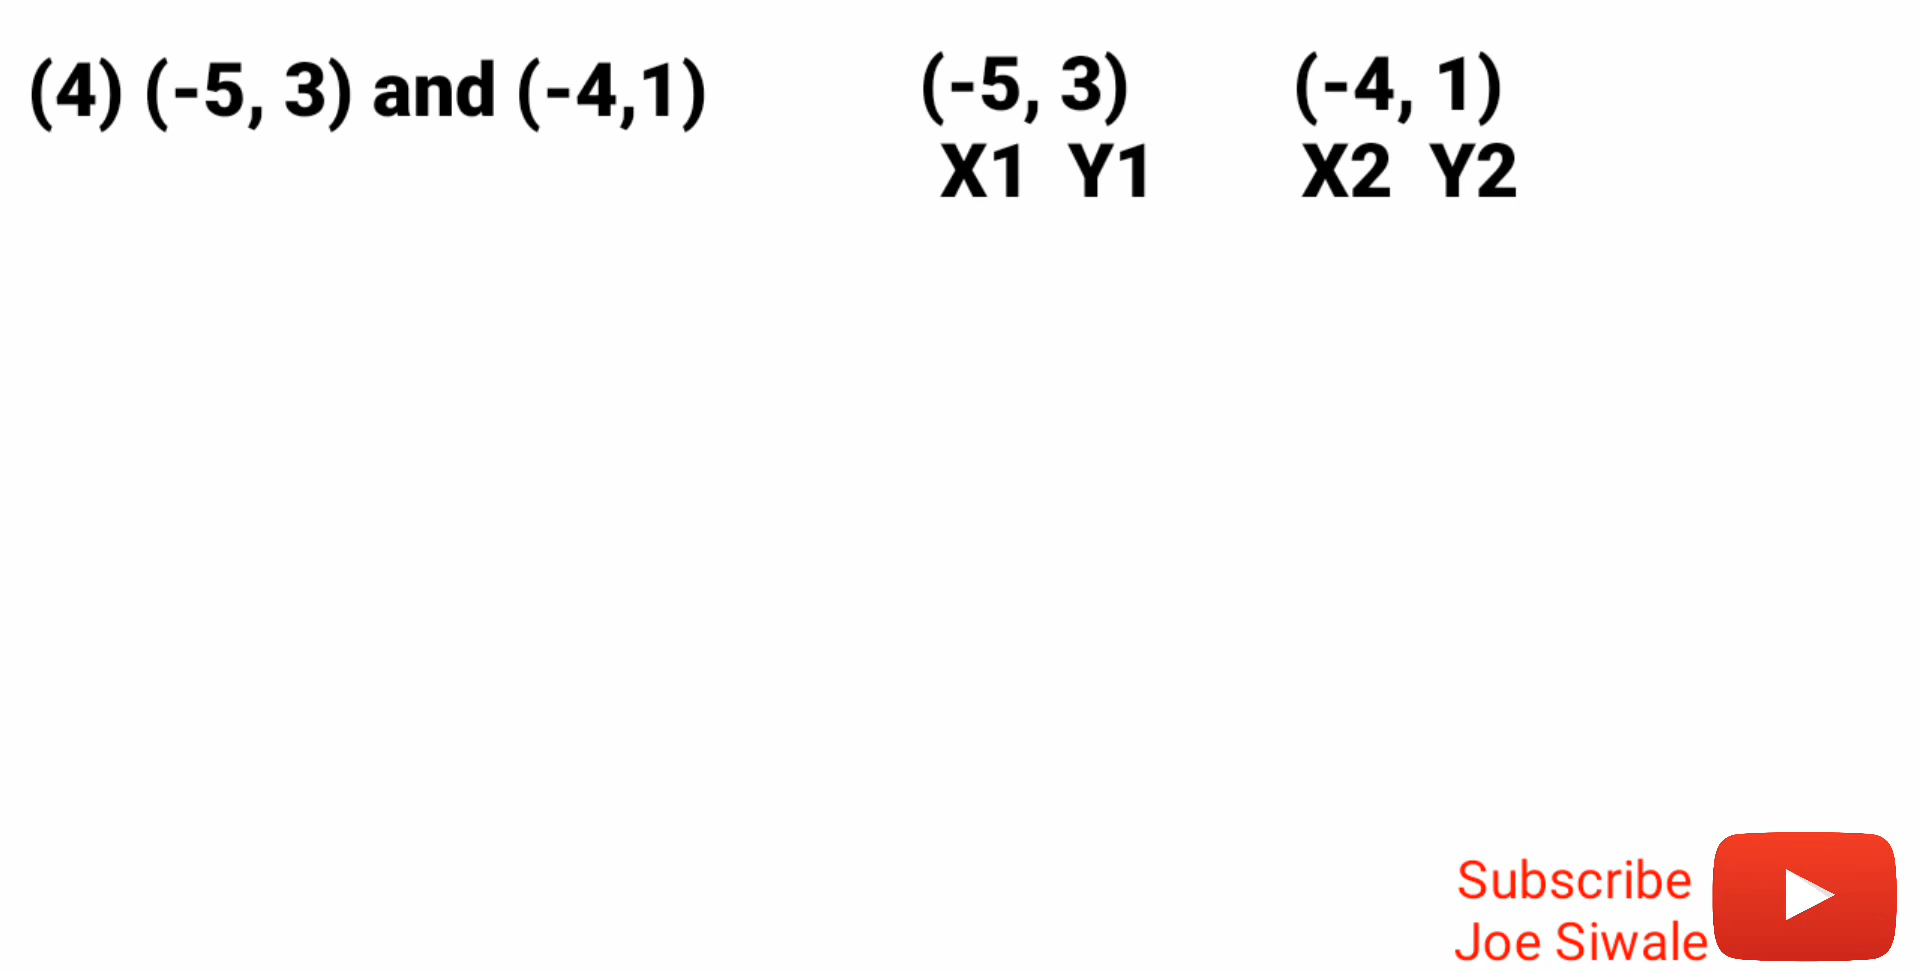 (4) (-5, 3) and (-4,1)
(-5, 3) (-4, 1)
X1 Y1 X2 Y2
Subscribe
Joe Siwale